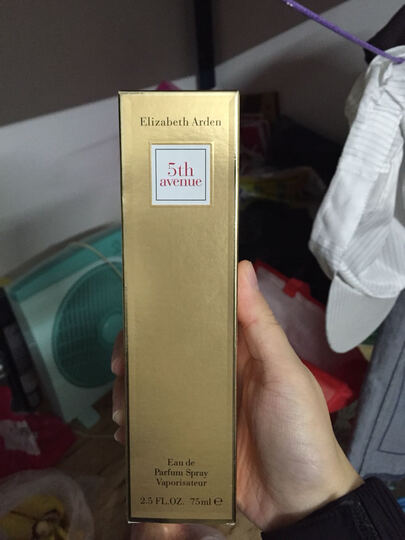 Elizabeth Arden
5th
avenue
Eau de
Parfum Spray
Vaporisateur
2.5 FL.OZ. 75ml ℮